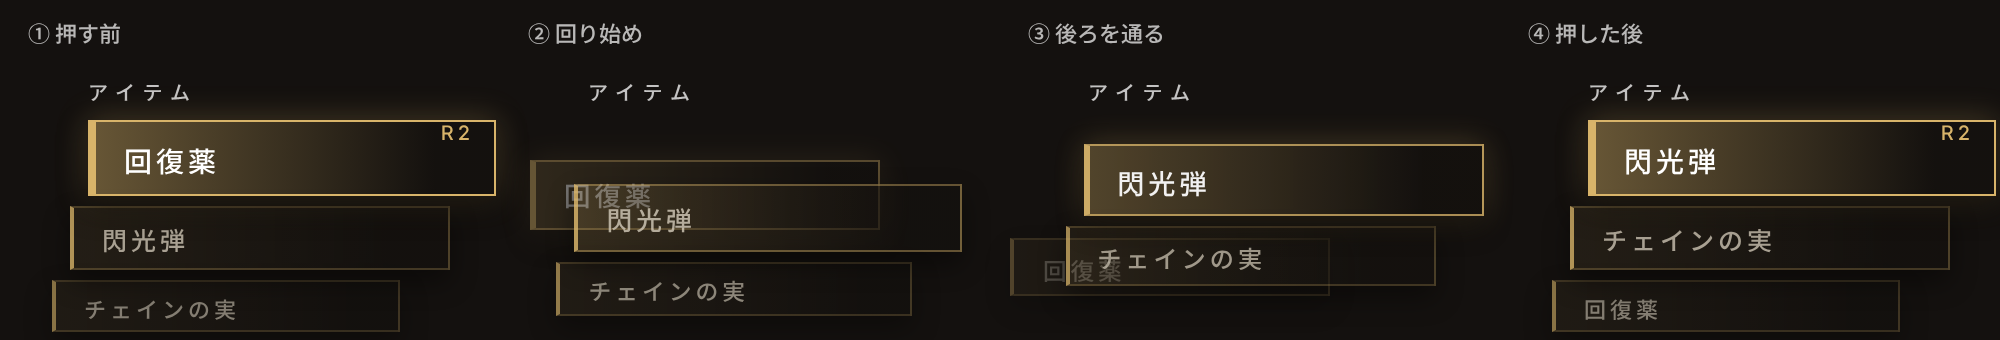 ① 押す前
アイテム
R2
回復薬
閃光弾
チェインの実
② 回り始め
アイテム
回復薬
閃光弾
チェインの実
③ 後ろを通る
アイテム
閃光弾
チェインの実
回復薬
④ 押した後
アイテム
R2
閃光弾
チェインの実
回復薬